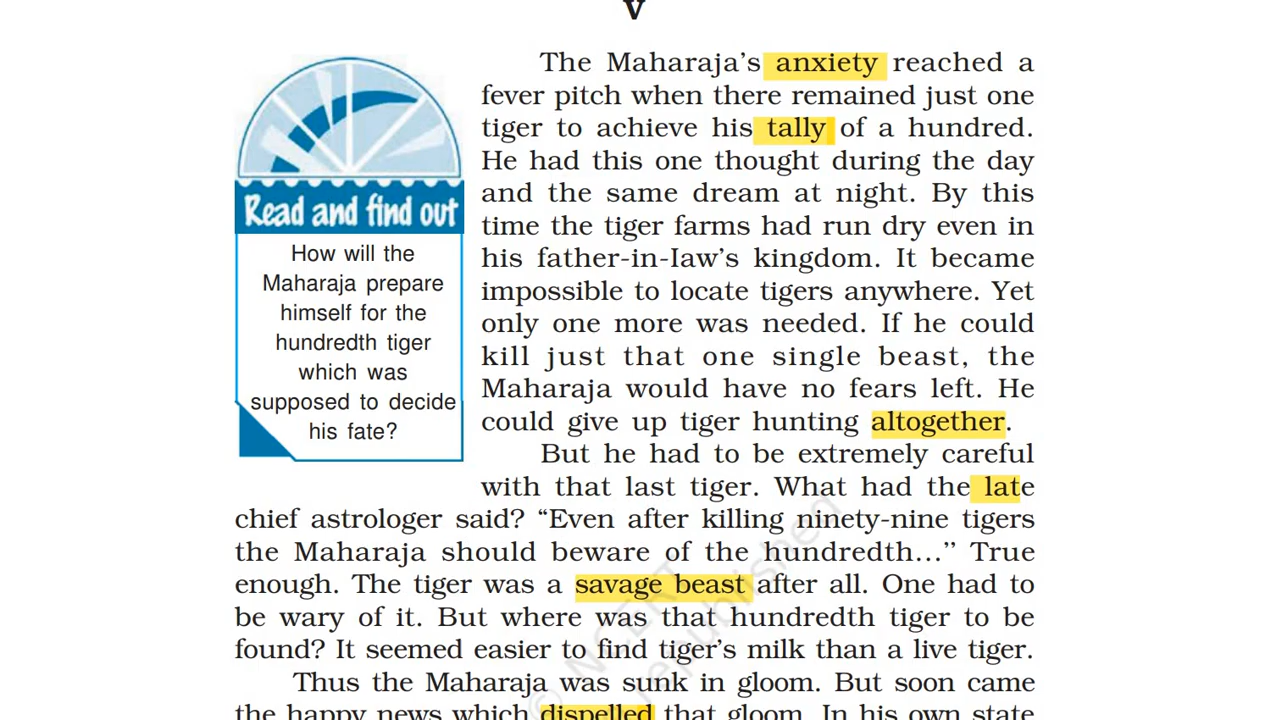 V
The Maharaja's anxiety reached a
fever pitch when there remained just one
tiger to achieve his tally of a hundred.
He had this one thought during the day
and the same dream at night. By this
time the tiger farms had run dry even in
his father-in-law's kingdom. It became
impossible to locate tigers anywhere. Yet
only one more was needed. If he could
kill just that one single beast, the
Maharaja would have no fears left. He
could give up tiger hunting altogether.
Read and find out
How will the
Maharaja prepare
himself for the
hundredth tiger
which was
supposed to decide
his fate?
But he had to be extremely careful
with that last tiger. What had the late
chief astrologer said? “Even after killing ninety-nine tigers
the Maharaja should beware of the hundredth...” True
enough. The tiger was a savage beast after all. One had to
be wary of it. But where was that hundredth tiger to be
found? It seemed easier to find tiger's milk than a live tiger.
Thus the Maharaja was sunk in gloom. But soon came
the happy news which dispelled that gloom. In his own state
© NCERT
republished